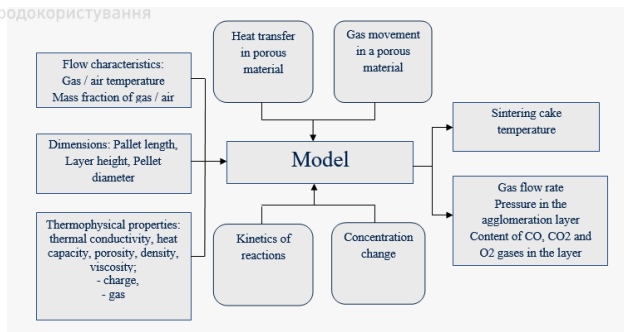 родокористування
Heat transfer
in porous
material
Gas movement
in a porous
material
Flow characteristics:
Gas / air temperature
Mass fraction of gas / air
Dimensions: Pallet length,
Layer height, Pellet
diameter
Thermophysical properties:
thermal conductivity, heat
capacity, porosity, density,
viscosity;
- charge,
- gas
Model
Kinetics of
reactions
Concentration
change
Sintering cake
temperature
Gas flow rate
Pressure in the
agglomeration layer
Content of CO, CO2 and
O2 gases in the layer